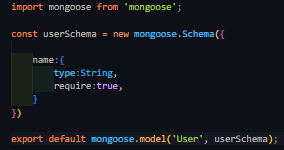 import mongoose from 'mongoose';
const userSchema = new mongoose.Schema({
name:{
type:String,
require:true,
}
})
export default mongoose.model('User', userSchema);